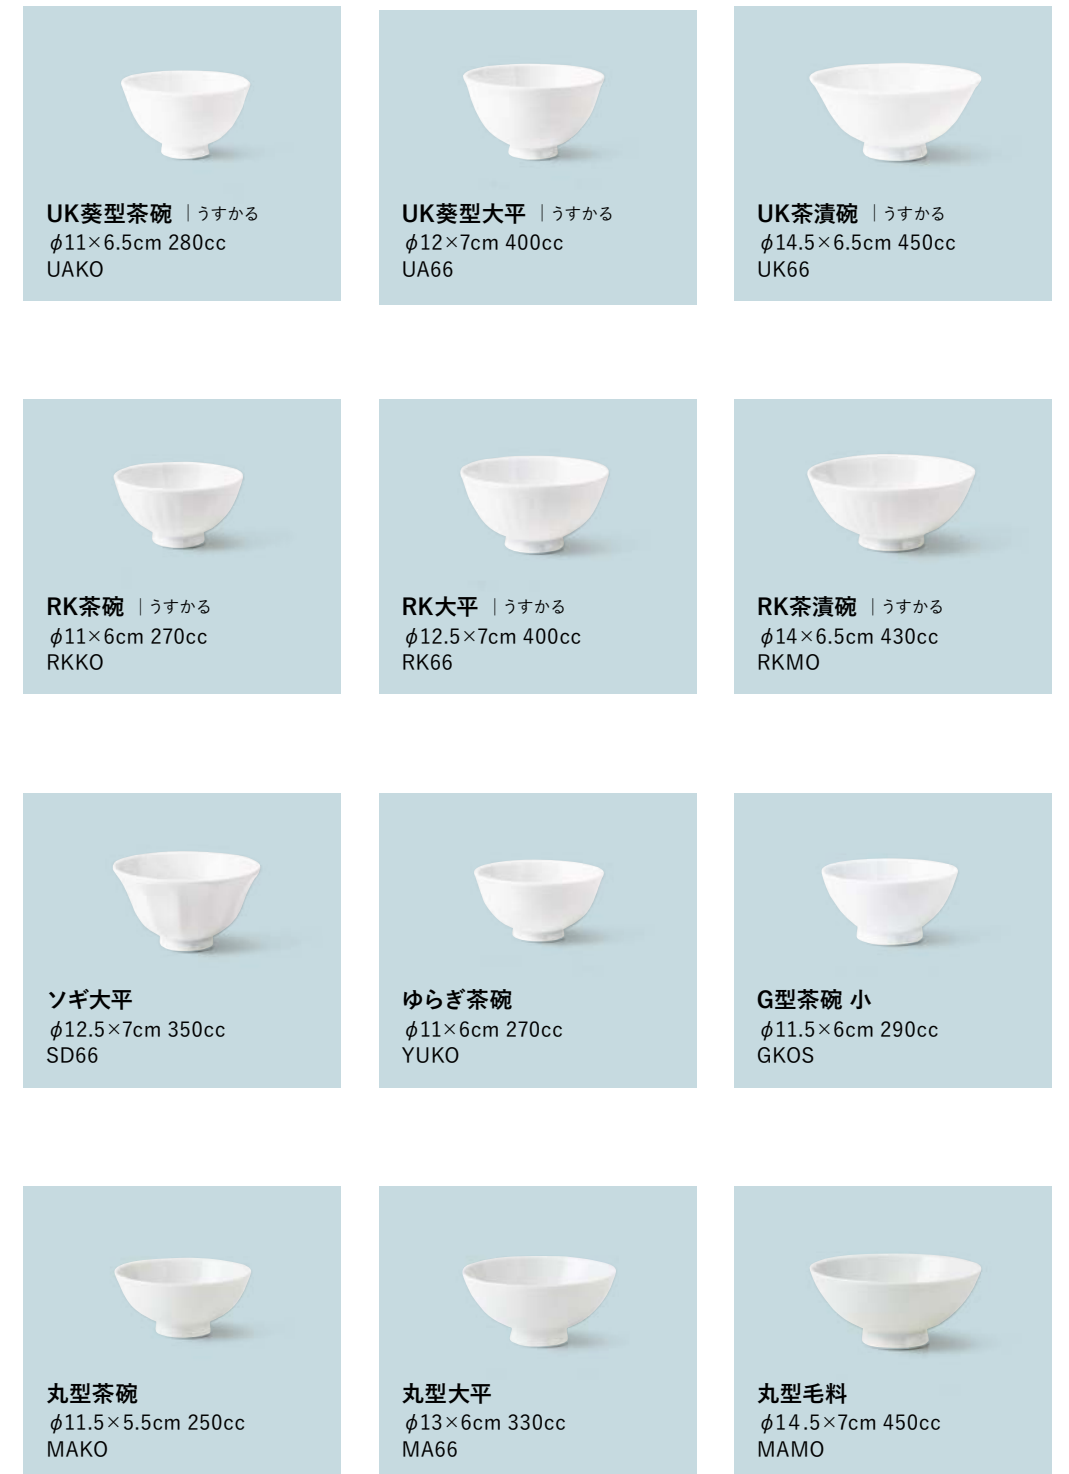 UK葵型茶碗 ｜うすかる
φ11×6.5cm 280cc
UAKO
UK葵型大平 ｜うすかる
φ12×7cm 400cc
UA66
UK茶漬碗 ｜うすかる
φ14.5×6.5cm 450cc
UK66
RK茶碗 ｜うすかる
φ11×6cm 270cc
RKKO
RK大平 ｜うすかる
φ12.5×7cm 400cc
RK66
RK茶漬碗 ｜うすかる
φ14×6.5cm 430cc
RKMO
ソギ大平
φ12.5×7cm 350cc
SD66
ゆらぎ茶碗
φ11×6cm 270cc
YUKO
G型茶碗 小
φ11.5×6cm 290cc
GKOS
丸型茶碗
φ11.5×5.5cm 250cc
MAKO
丸型大平
φ13×6cm 330cc
MA66
丸型毛料
φ14.5×7cm 450cc
MAMO